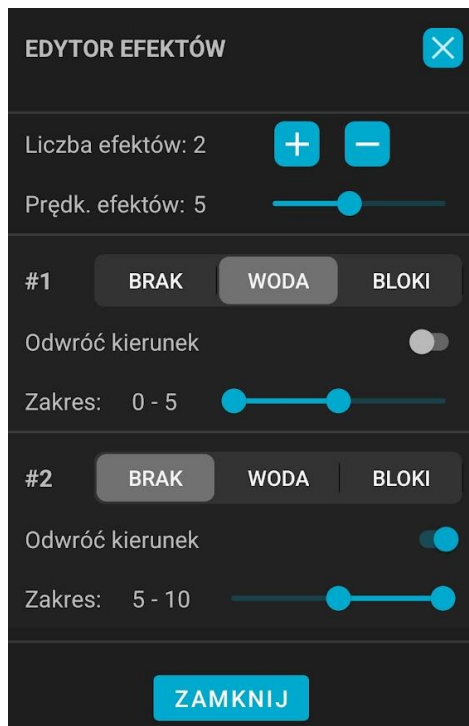 EDYTOR EFEKTÓW
Liczba efektów: 2
Prędk. efektów: 5
#1 BRAK WODA BLOKI
Odwróć kierunek
Zakres: 0 - 5
#2 BRAK WODA BLOKI
Odwróć kierunek
Zakres: 5 - 10
ZAMKNIJ